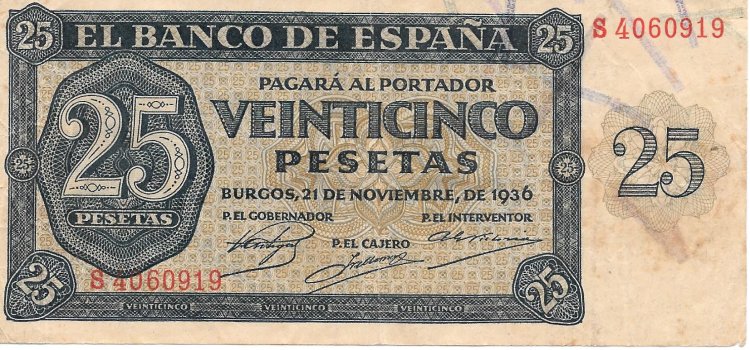 25 EL BANCO DE ESPAÑA 25
S 4060919
PAGARÁ AL PORTADOR
25
PESETAS
VEINTICINCO
PESETAS
25
BURGOS, 21 DE NOVIEMBRE, DE 1936
P. EL GOBERNADOR
P. EL INTERVENTOR
P. EL CAJERO
S 4060919
25
VEINTICINCO VEINTICINCO VEINTICINCO
25